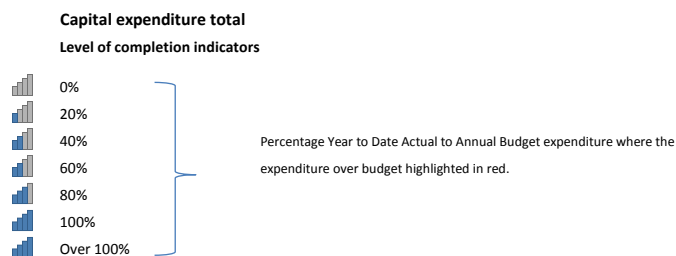 Capital expenditure total
Level of completion indicators
0%
20%
40%
60%
80%
100%
Over 100%
Percentage Year to Date Actual to Annual Budget expenditure where the
expenditure over budget highlighted in red.